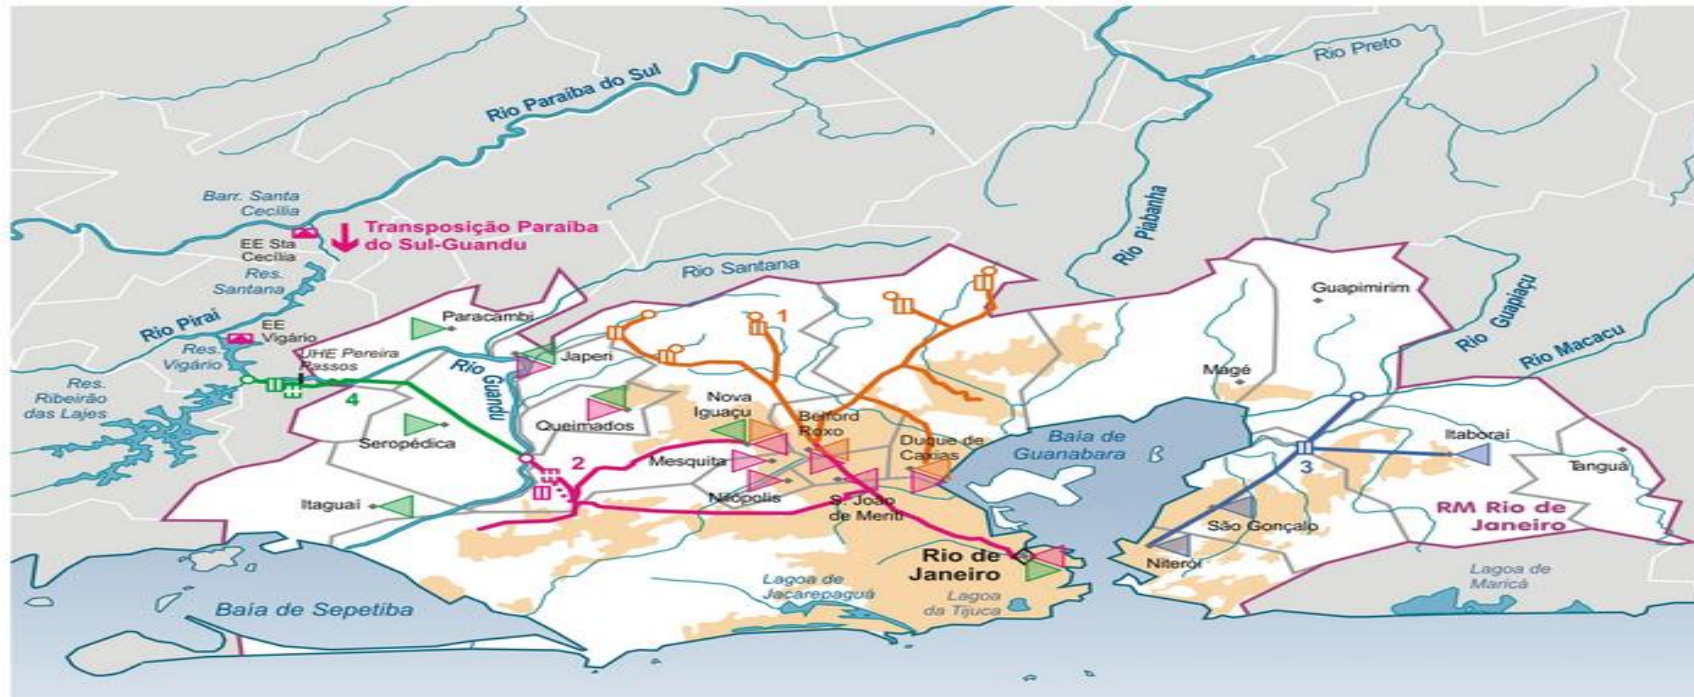 Rio Preto
Rio Paraíba do Sul
Barr. Santa
Cecília
Transposição Paraíba
do Sul-Guandu
EE Sta
Cecília
Res.
Santana
Rio Piabanha
Rio Santana
Guapimirim
Rio Guapiaçu
Rio Macacu
Rio Piraí
EE
Vigário
Res.
Vigário
UHE Pereira
Passos
Paracambi
Japeri
1
Rio Guandu
Res.
Ribeirão
das Lajes
EE
4
Magé
Nova
Iguaçu
Belford
Roxo
Queimados
Seropédica
Duque de
Caxias
Baía de
Guanabara
Itaboraí
Tanguá
2
EE
Mesquita
Nilópolis
3
Itaguaí
S. João
de Meriti
São Gonçalo
RM Rio de
Janeiro
Rio de
Janeiro
Niterói
Lagoa de
Jacarepaguá
Lagoa
da Tijuca
Lagoa de
Maricá
Baía de Sepetiba